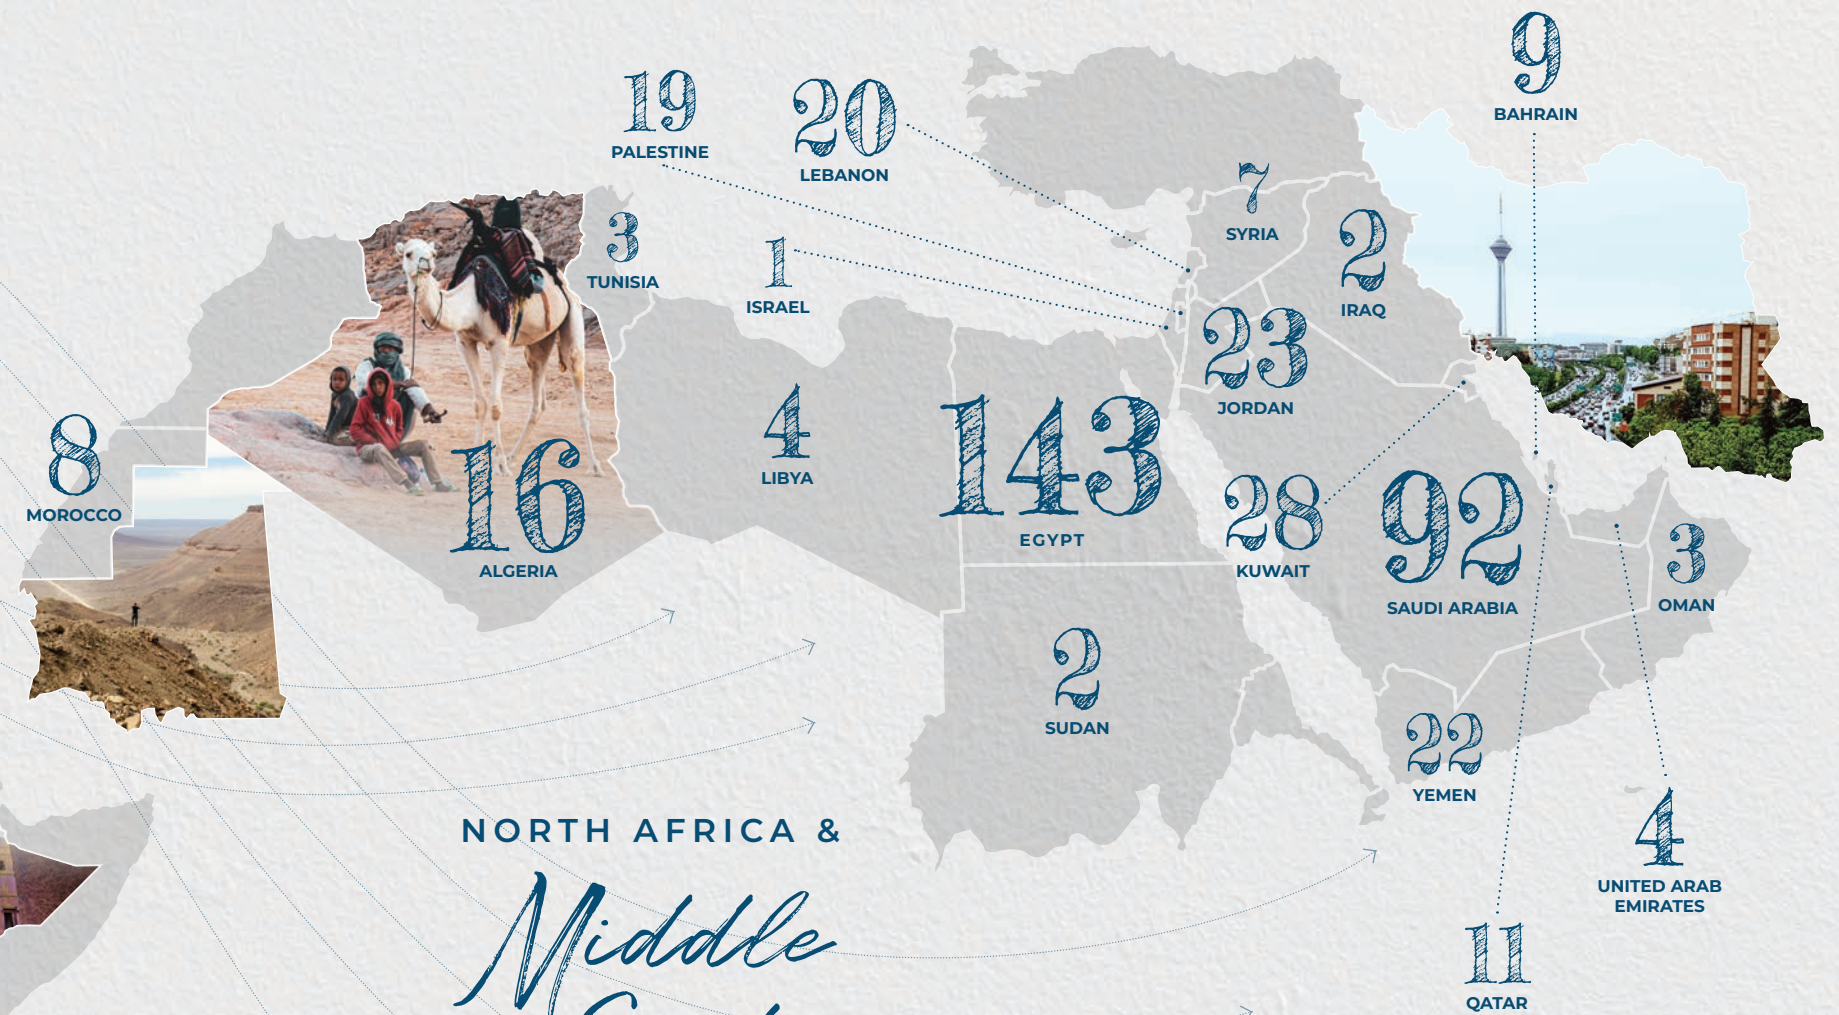 9
BAHRAIN
19
PALESTINE
20
LEBANON
7
SYRIA
2
IRAQ
3
TUNISIA
1
ISRAEL
23
JORDAN
8
MOROCCO
16
ALGERIA
4
LIBYA
143
EGYPT
28
KUWAIT
92
SAUDI ARABIA
3
OMAN
2
SUDAN
22
YEMEN
4
UNITED ARAB
EMIRATES
11
QATAR
NORTH AFRICA &
Middle